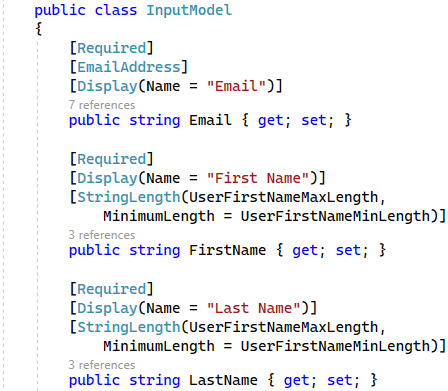 public class InputModel
{
[Required]
[EmailAddress]
[Display(Name = "Email")]
7 references
public string Email { get; set; }
[Required]
[Display(Name = "First Name")]
[StringLength(UserFirstNameMaxLength,
MinimumLength = UserFirstNameMinLength)]
3 references
public string FirstName { get; set; }
[Required]
[Display(Name = "Last Name")]
[StringLength(UserFirstNameMaxLength,
MinimumLength = UserFirstNameMinLength)]
3 references
public string LastName { get; set; }